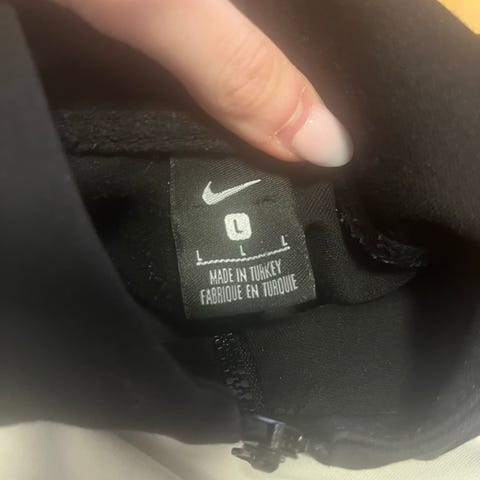 L
L L L
MADE IN TURKEY
FABRIQUE EN TURQUIE